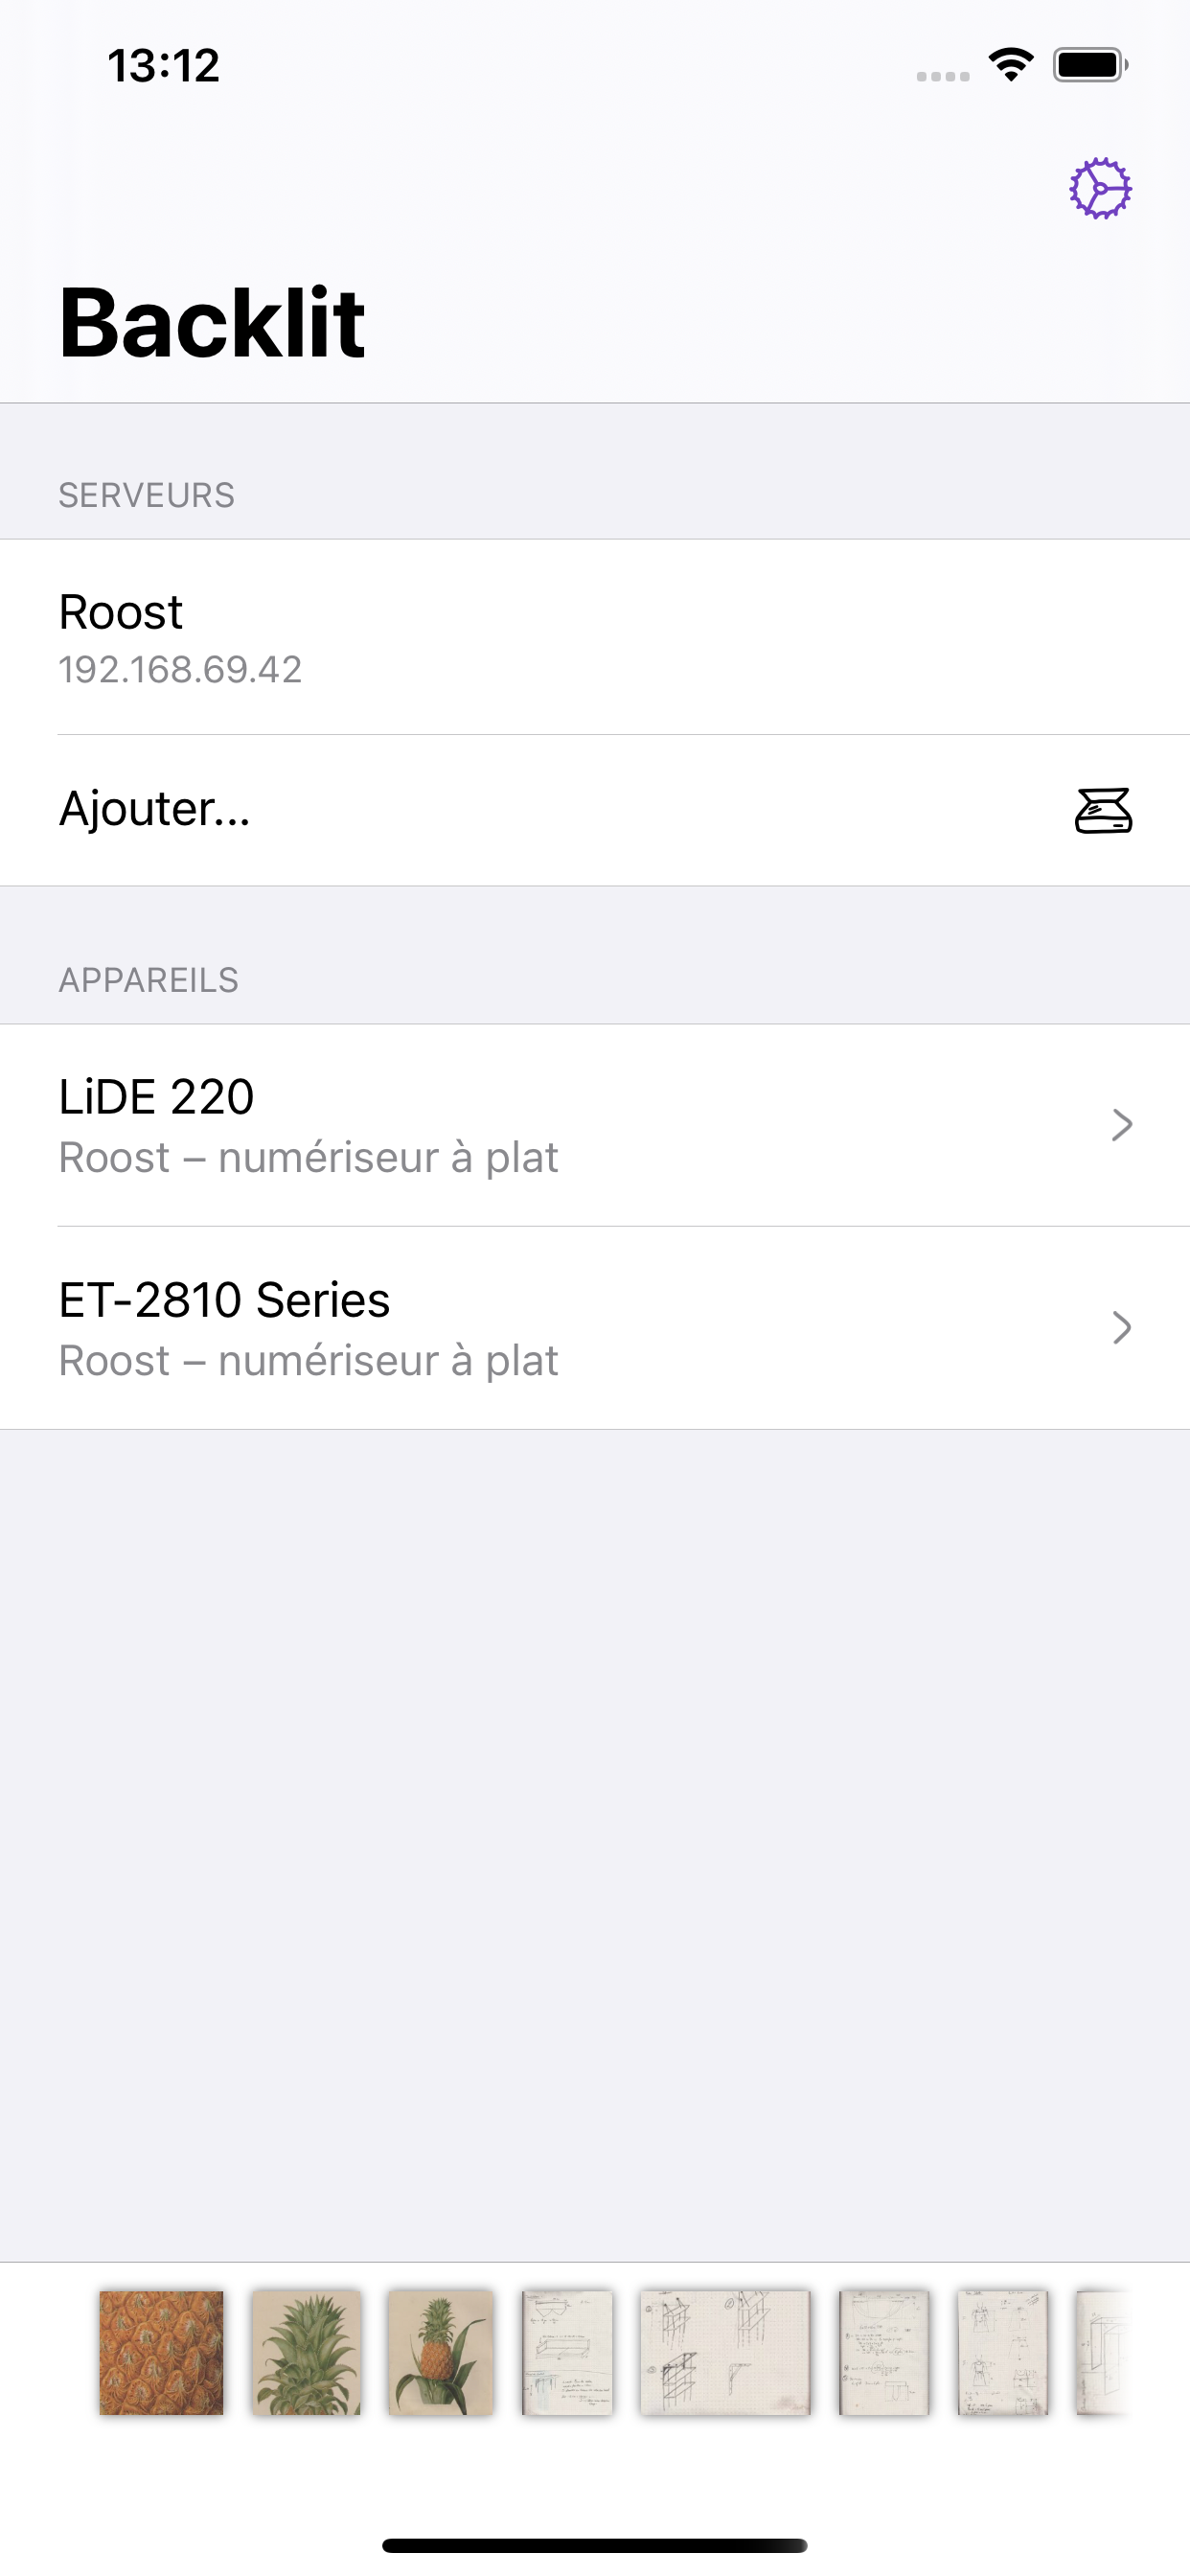 13:12
Backlit
SERVEURS
Roost
192.168.69.42
Ajouter...
APPAREILS
LiDE 220
Roost – numériseur à plat
ET-2810 Series
Roost – numériseur à plat